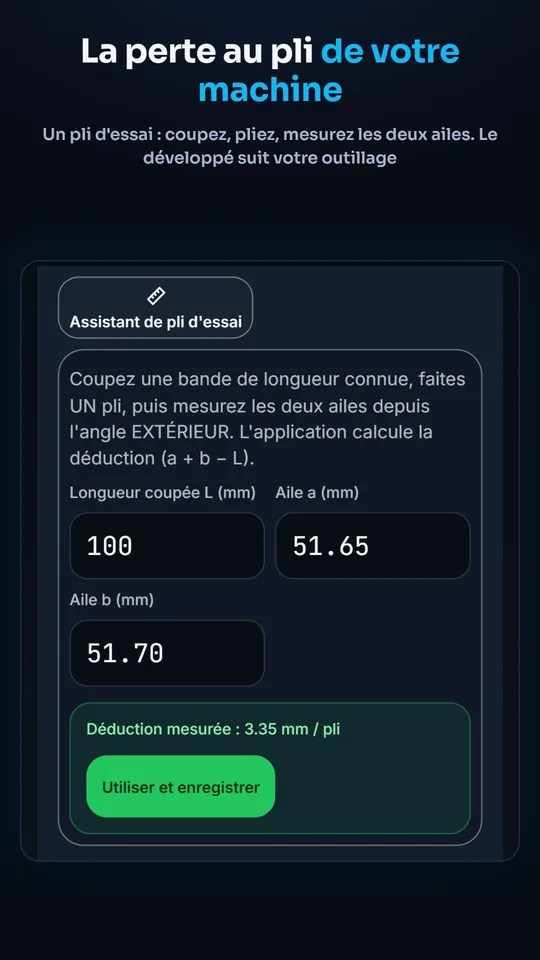 La perte au pli de votre
machine
Un pli d'essai : coupez, pliez, mesurez les deux ailes. Le
développé suit votre outillage
Assistant de pli d'essai
Coupez une bande de longueur connue, faites
UN pli, puis mesurez les deux ailes depuis
l'angle EXTÉRIEUR. L'application calcule la
déduction (a + b − L).
Longueur coupée L (mm) Aile a (mm)
100 51.65
Aile b (mm)
51.70
Déduction mesurée : 3.35 mm / pli
Utiliser et enregistrer